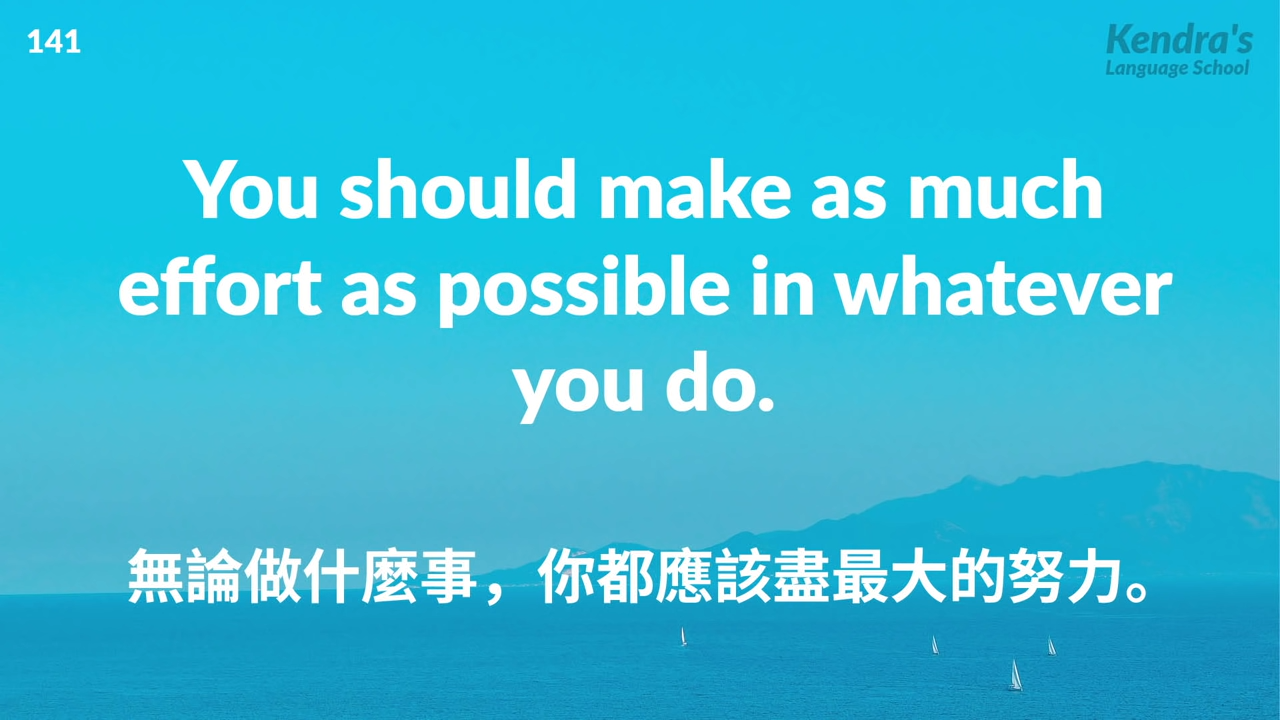 141
Kendra's
Language School
You should make as much
effort as possible in whatever
you do.
無論做什麼事，你都應該盡最大的努力。